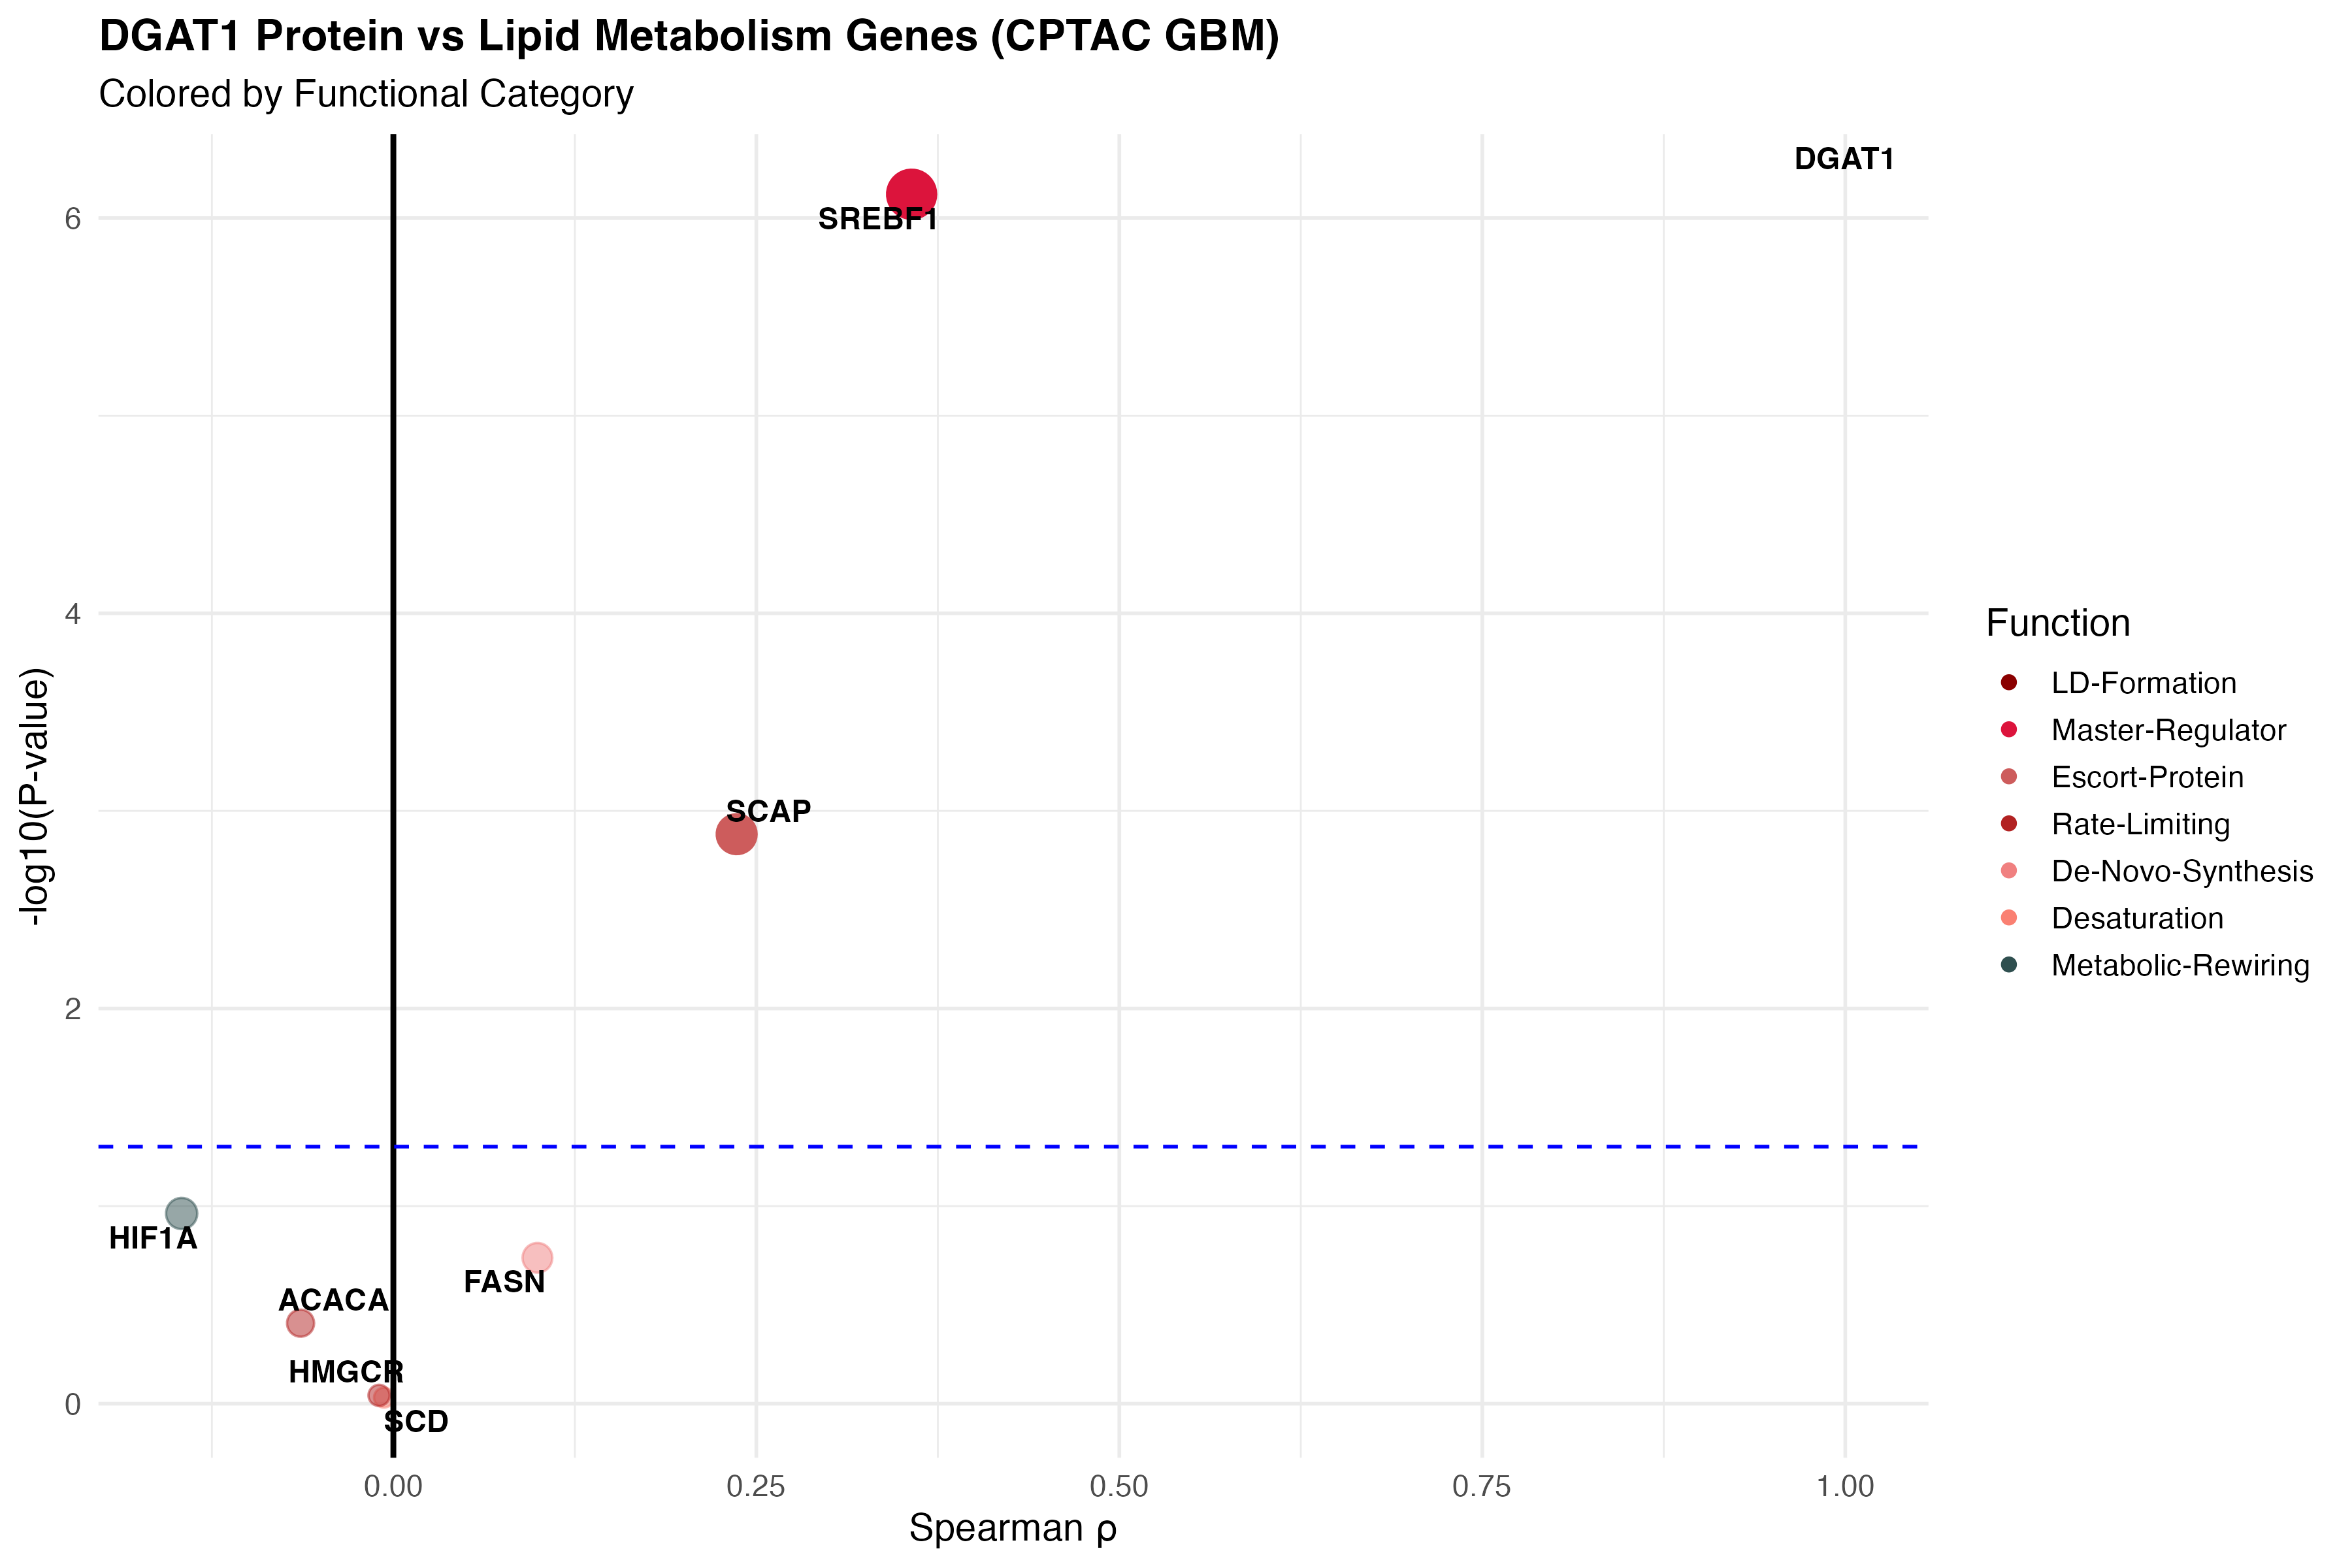 DGAT1 Protein vs Lipid Metabolism Genes (CPTAC GBM)
Colored by Functional Category
DGAT1
SREBF1
6
4
SCAP
2
HIF1A
FASN
ACACA
HMGCR
0
SCD
-log10(P-value)
0.00 0.25 0.50 0.75 1.00
Spearman ρ
Function
LD-Formation
Master-Regulator
Escort-Protein
Rate-Limiting
De-Novo-Synthesis
Desaturation
Metabolic-Rewiring